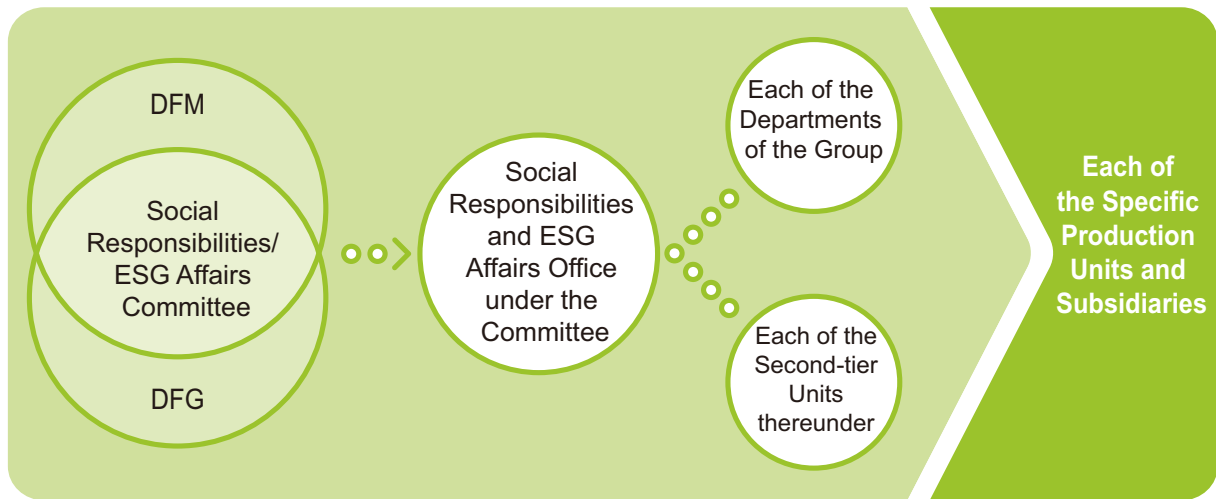 DFM
Social
Responsibilities/
ESG Affairs
Committee
DFG
Social
Responsibilities
and ESG
Affairs Office
under the
Committee
Each of the
Departments
of the Group
Each of the
Second-tier
Units
thereunder
Each of
the Specific
Production
Units and
Subsidiaries